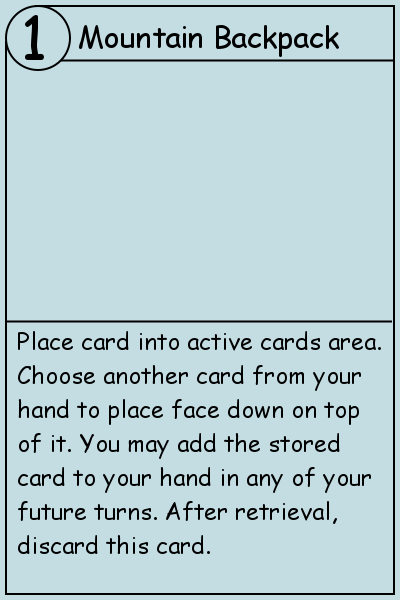 1 Mountain Backpack
Place card into active cards area.
Choose another card from your
hand to place face down on top
of it. You may add the stored
card to your hand in any of your
future turns. After retrieval,
discard this card.